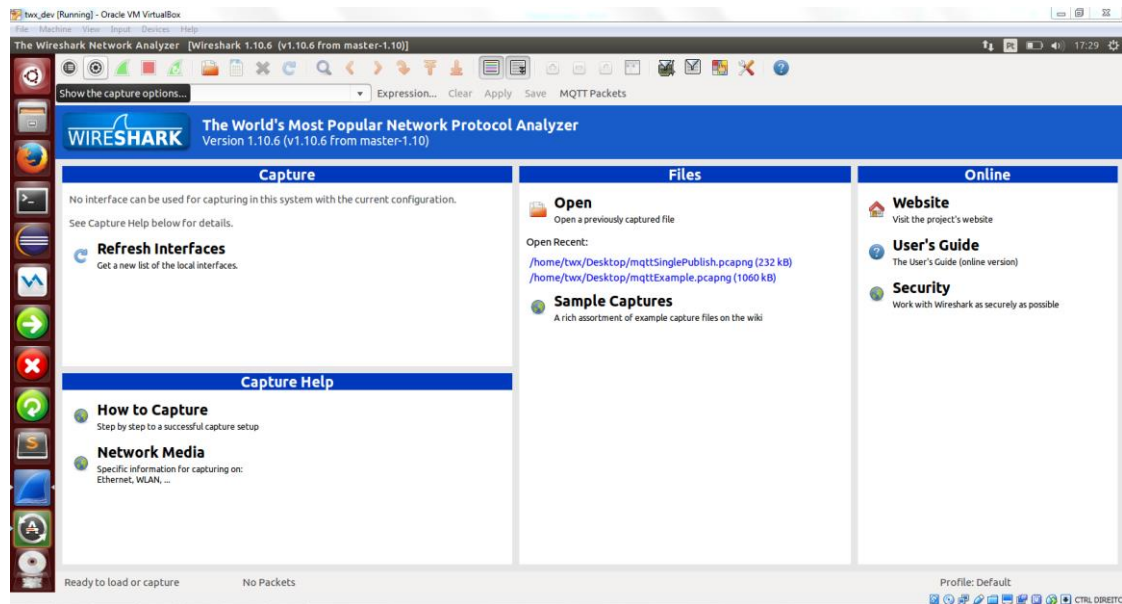 twx_dev [Running] - Oracle VM VirtualBox
File Machine View Input Devices Help
The Wireshark Network Analyzer [Wireshark 1.10.6 (v1.10.6 from master-1.10)]
Pt 17:29
Show the capture options...
Expression... Clear Apply Save MQTT Packets
WIRESHARK
The World's Most Popular Network Protocol Analyzer
Version 1.10.6 (v1.10.6 from master-1.10)
Capture
No interface can be used for capturing in this system with the current configuration.
See Capture Help below for details.
Refresh Interfaces
Get a new list of the local interfaces.
Capture Help
How to Capture
Step by step to a successful capture setup
Network Media
Specific information for capturing on:
Ethernet, WLAN, ...
Files
Open
Open a previously captured file
Open Recent:
/home/twx/Desktop/mqttSinglePublish.pcapng (232 kB)
/home/twx/Desktop/mqttExample.pcapng (1060 kB)
Sample Captures
A rich assortment of example capture files on the wiki
Online
Website
Visit the project's website
User's Guide
The User's Guide (online version)
Security
Work with Wireshark as securely as possible
Ready to load or capture
No Packets
Profile: Default
CTRL DIREITO